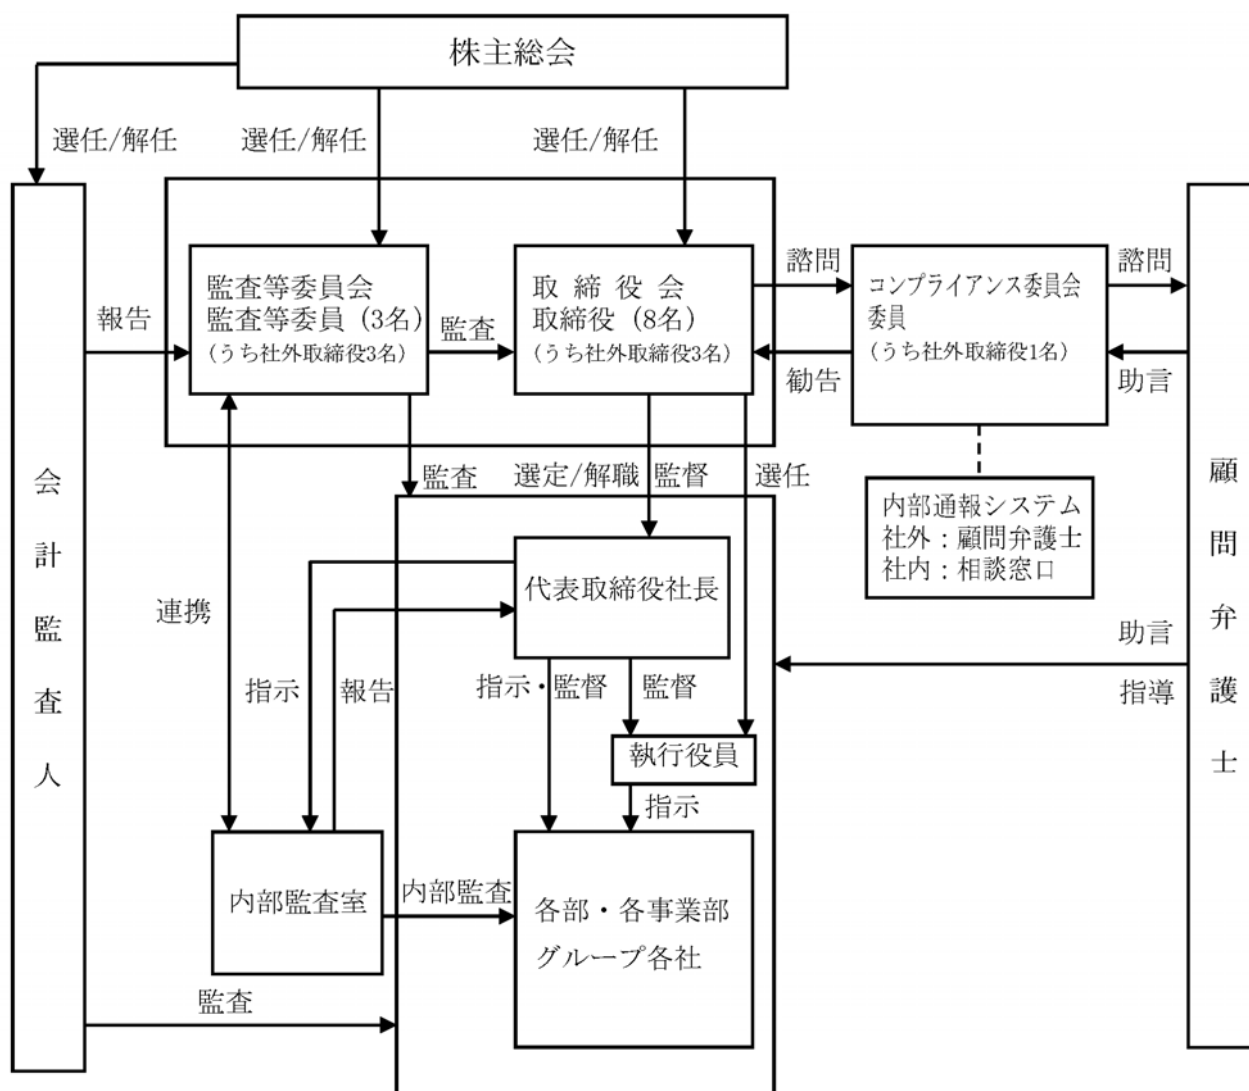 株主総会
選任/解任
選任/解任
選任/解任
監査等委員会
監査等委員(3名)
(うち社外取締役3名)
取締役会
取締役(8名)
(うち社外取締役3名)
コンプライアンス委員会
委員
(うち社外取締役1名)
諮問
諮問
報告
監査
勧告
助言
会計監査人
顧問弁護士
監査
選定/解職
監督
選任
内部通報システム
社外：顧問弁護士
社内：相談窓口
代表取締役社長
連携
指示
報告
指示・監督
監督
助言
指導
執行役員
指示
内部監査室
内部監査
各部・各事業部
グループ各社
監査